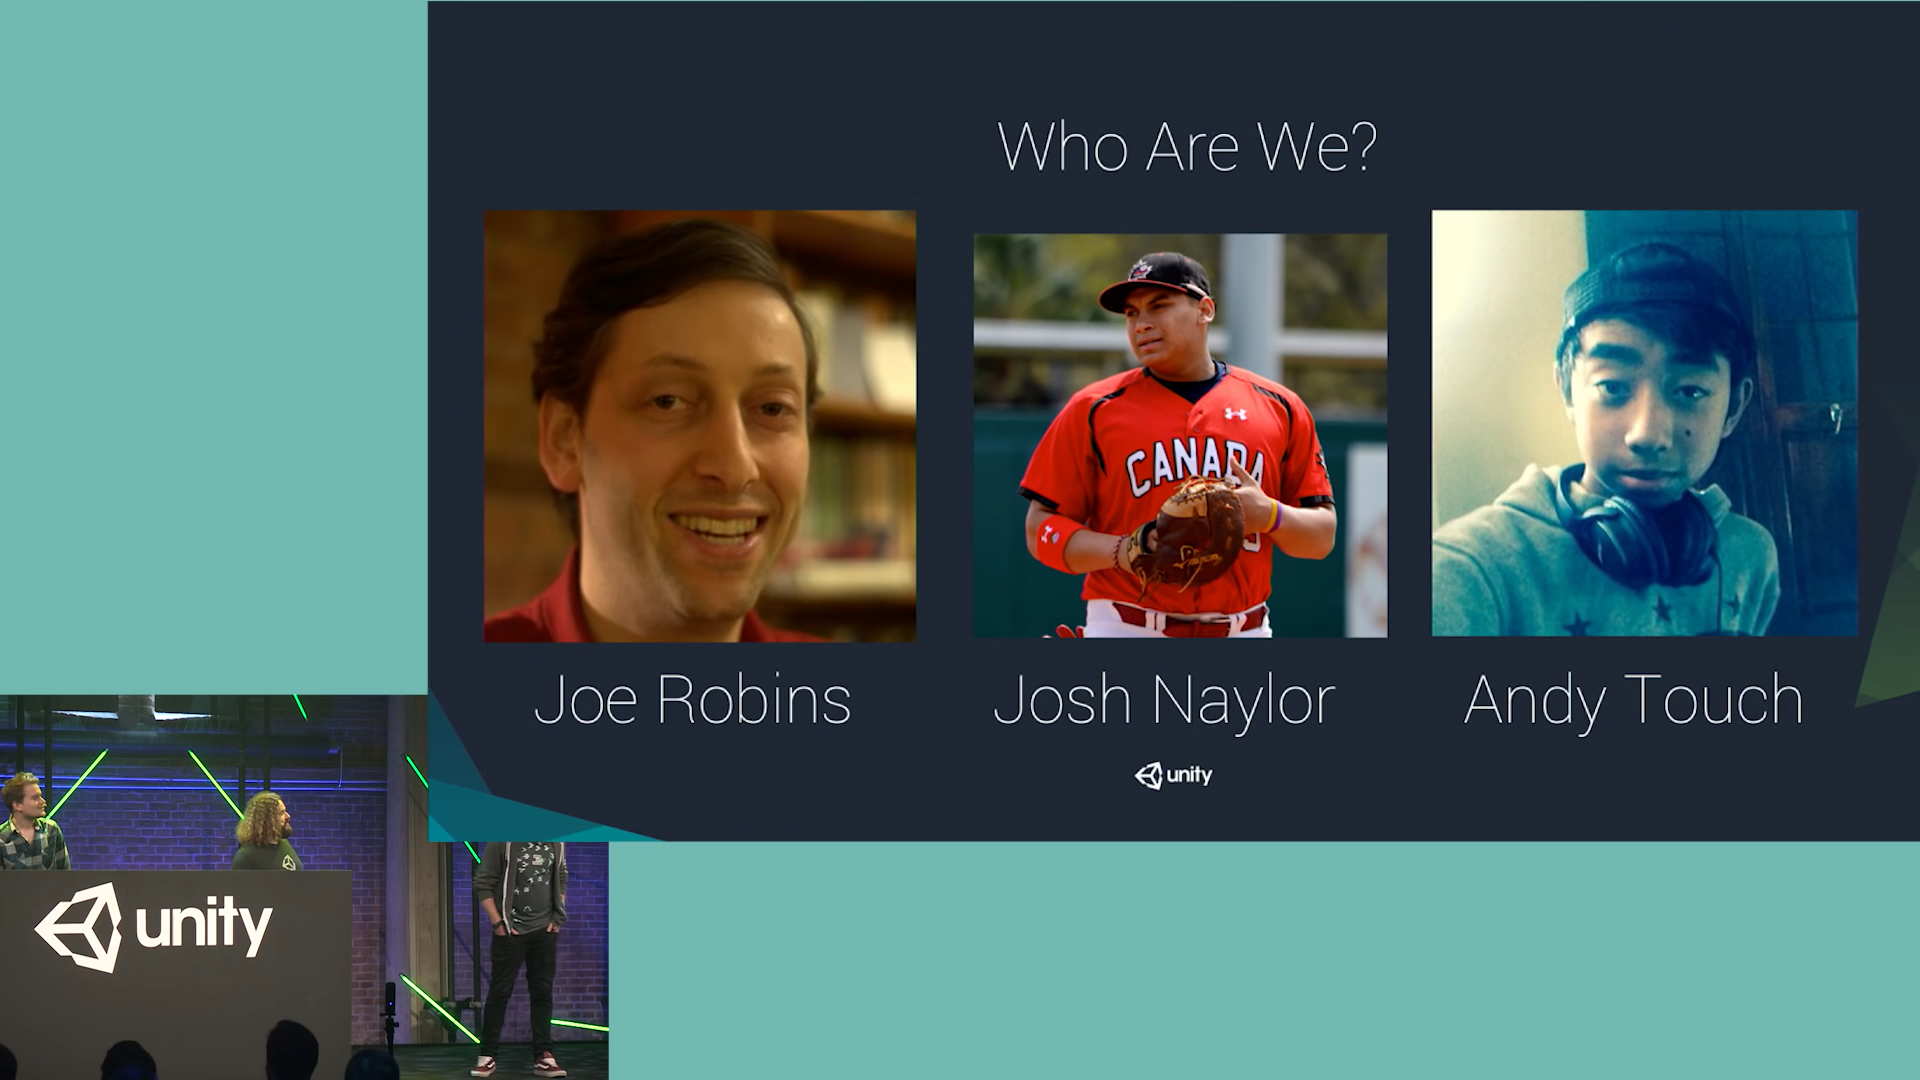 Who Are We?
CANADA
Joe Robins
Josh Naylor
Andy Touch
unity
unity